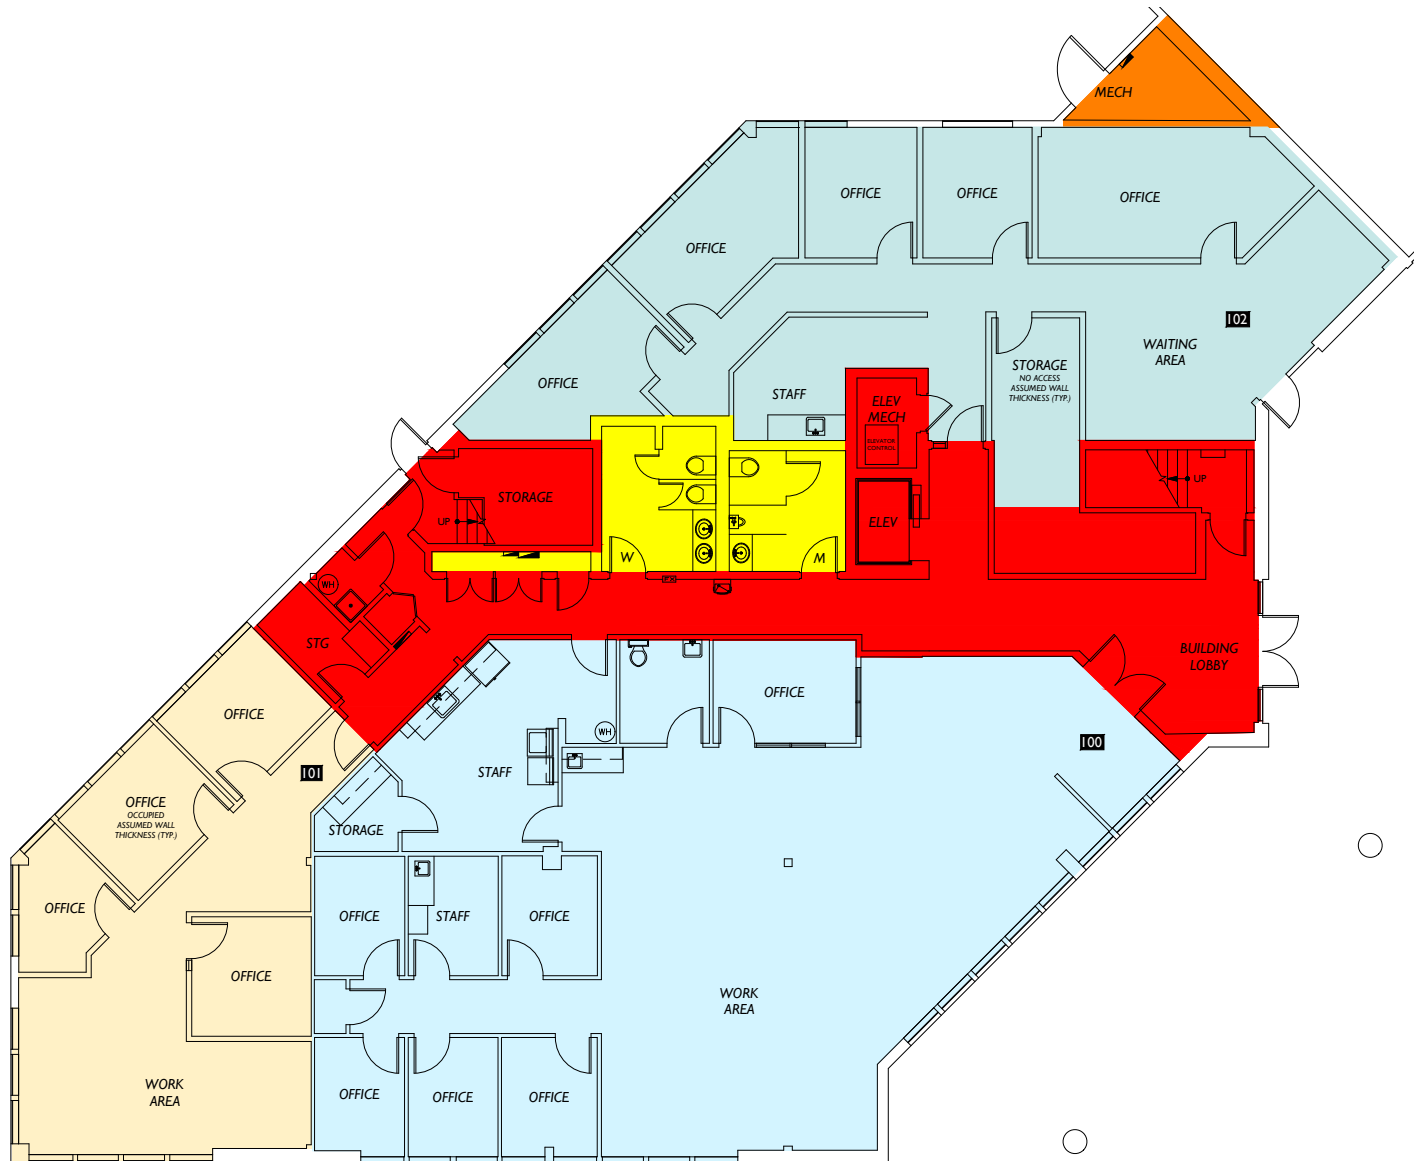 MECH
OFFICE
OFFICE
OFFICE
OFFICE
102
WAITING
AREA
STORAGE
NO ACCESS
ASSUMED WALL
THICKNESS (TYP.)
OFFICE
STAFF
ELEV
MECH
ELEVATOR
CONTROL
STORAGE
UP
UP
ELEV
W
M
WH
STG
BUILDING
LOBBY
OFFICE
OFFICE
WH
100
101
STAFF
OFFICE
OCCUPIED
ASSUMED WALL
THICKNESS (TYP.)
STORAGE
OFFICE
OFFICE
STAFF
OFFICE
OFFICE
WORK
AREA
WORK
AREA
OFFICE
OFFICE
OFFICE